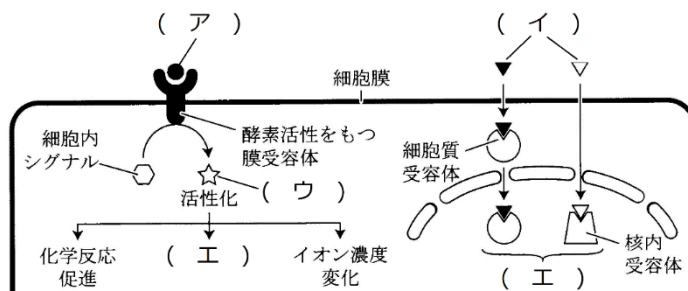 （ ア ）
（ イ ）
細胞膜
細胞内
シグナル
酵素活性をもつ
膜受容体
細胞質
受容体
（ ウ ）
活性化
化学反応
促進
（ エ ）
イオン濃度
変化
核内
受容体
（ エ ）